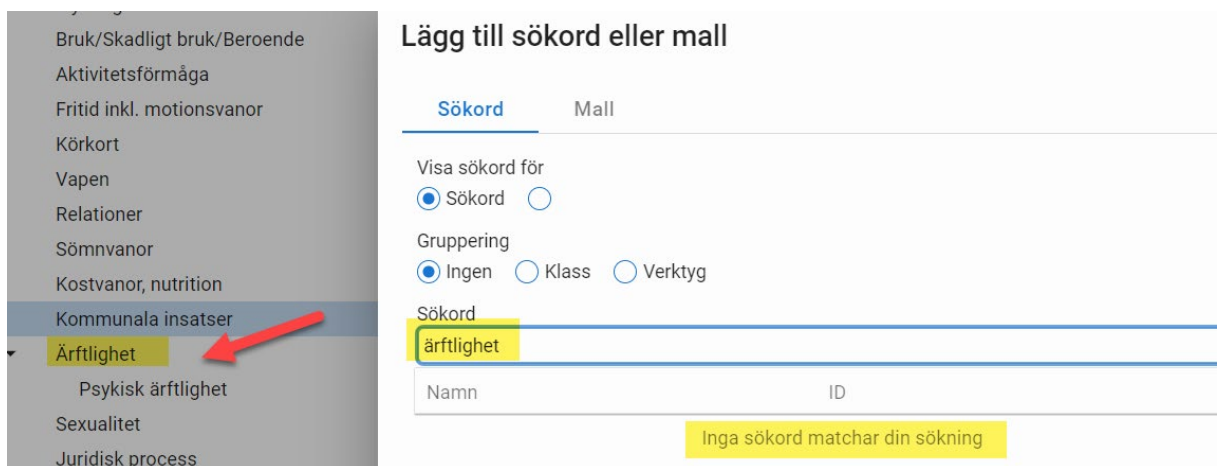 Bruk/Skadligt bruk/Beroende
Aktivitetsförmåga
Fritid inkl. motionsvanor
Körkort
Vapen
Relationer
Sömnvanor
Kostvanor, nutrition
Kommunala insatser
Ärftlighet
Psykisk ärftlighet
Sexualitet
Juridisk process
Lägg till sökord eller mall
Sökord Mall
Visa sökord för
Sökord
Gruppering
Ingen Klass Verktyg
Sökord
ärftlighet
Namn ID
Inga sökord matchar din sökning